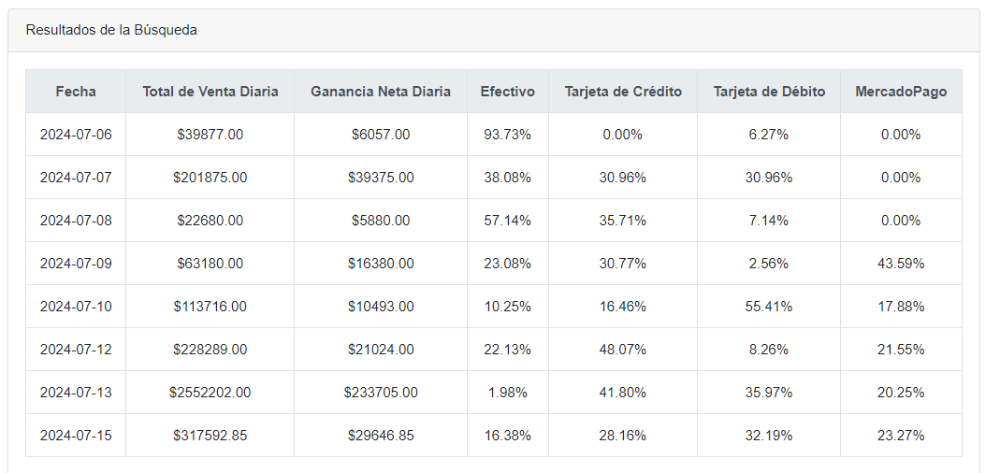 Resultados de la Búsqueda
Fecha Total de Venta Diaria Ganancia Neta Diaria Efectivo Tarjeta de Crédito Tarjeta de Débito MercadoPago
2024-07-06 $39877.00 $6057.00 93.73% 0.00% 6.27% 0.00%
2024-07-07 $201875.00 $39375.00 38.08% 30.96% 30.96% 0.00%
2024-07-08 $22680.00 $5880.00 57.14% 35.71% 7.14% 0.00%
2024-07-09 $63180.00 $16380.00 23.08% 30.77% 2.56% 43.59%
2024-07-10 $113716.00 $10493.00 10.25% 16.46% 55.41% 17.88%
2024-07-12 $228289.00 $21024.00 22.13% 48.07% 8.26% 21.55%
2024-07-13 $2552202.00 $233705.00 1.98% 41.80% 35.97% 20.25%
2024-07-15 $317592.85 $29646.85 16.38% 28.16% 32.19% 23.27%